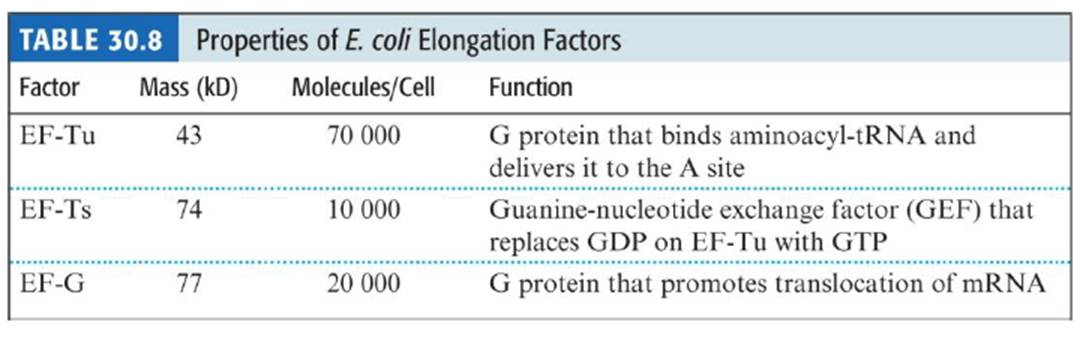 TABLE 30.8 Properties of E. coli Elongation Factors
Factor Mass (kD) Molecules/Cell Function
EF-Tu 43 70 000 G protein that binds aminoacyl-tRNA and
delivers it to the A site
EF-Ts 74 10 000 Guanine-nucleotide exchange factor (GEF) that
replaces GDP on EF-Tu with GTP
EF-G 77 20 000 G protein that promotes translocation of mRNA